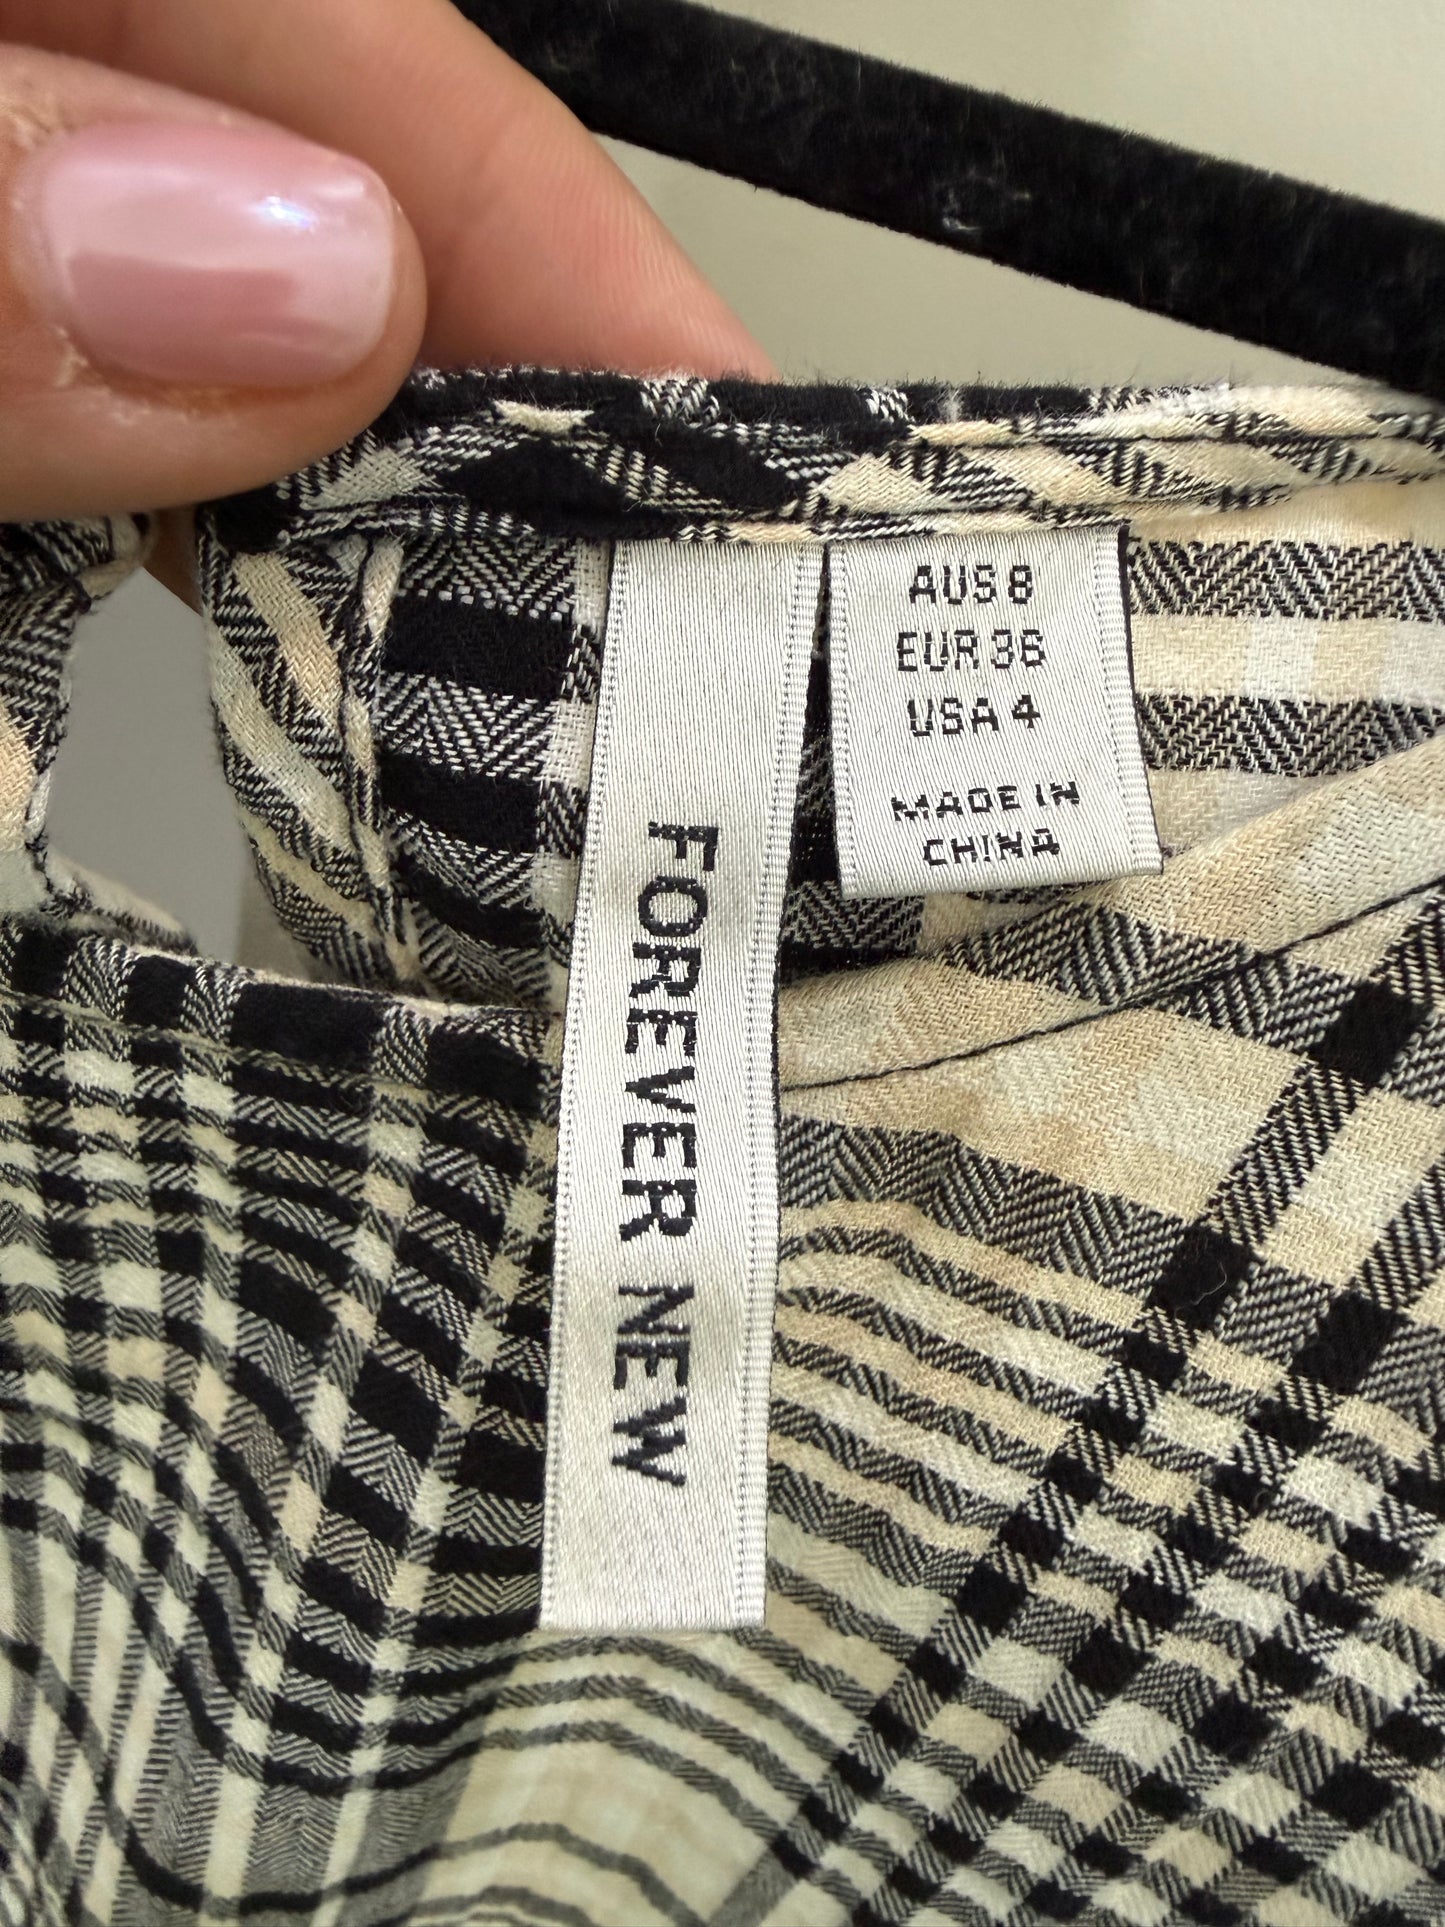 FOREVER NEW
AUS 8
EUR 36
USA 4
MADE IN
CHINA